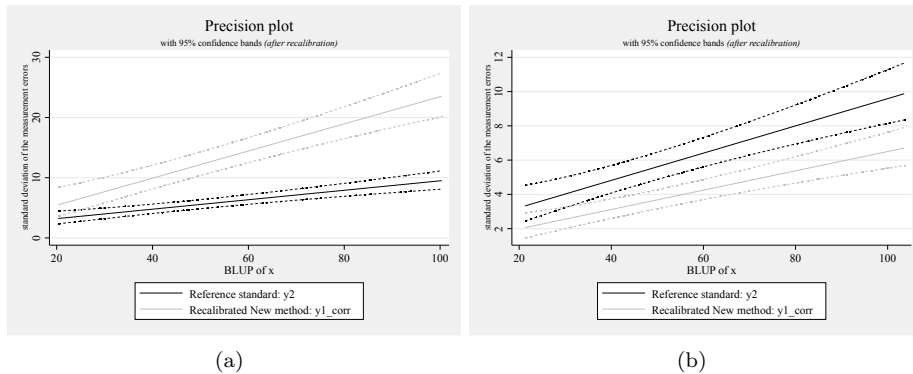 Precision plot
with 95% confidence bands (after recalibration)
standard deviation of the measurement errors
30
20
10
0
20
40
60
80
100
BLUP of x
Reference standard: y2
Recalibrated New method: y1_corr
(a)
Precision plot
with 95% confidence bands (after recalibration)
standard deviation of the measurement errors
12
10
8
6
4
2
20
40
60
80
100
BLUP of x
Reference standard: y2
Recalibrated New method: y1_corr
(b)